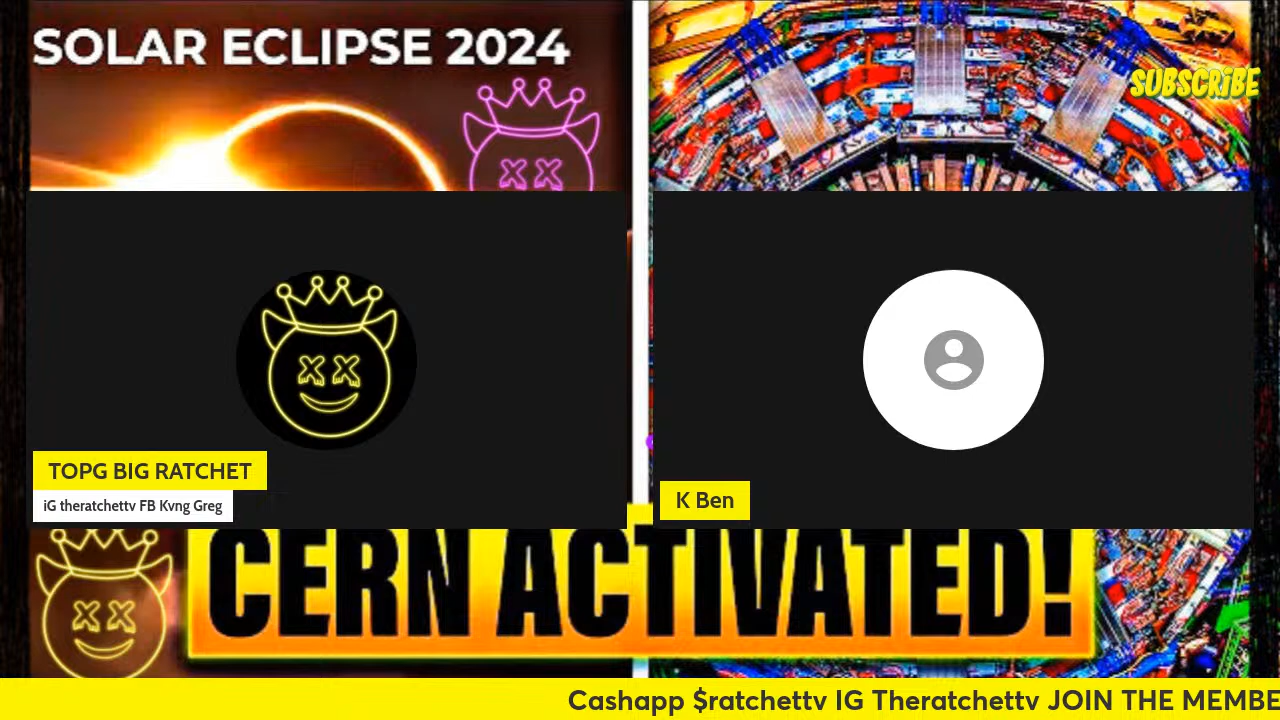 SOLAR ECLIPSE 2024
SUBSCRiBE
TOPG BIG RATCHET
iG theratchettv FB Kvng Greg
K Ben
CERN ACTIVATED!
Cashapp $ratchettv IG Theratchettv JOIN THE MEMBE